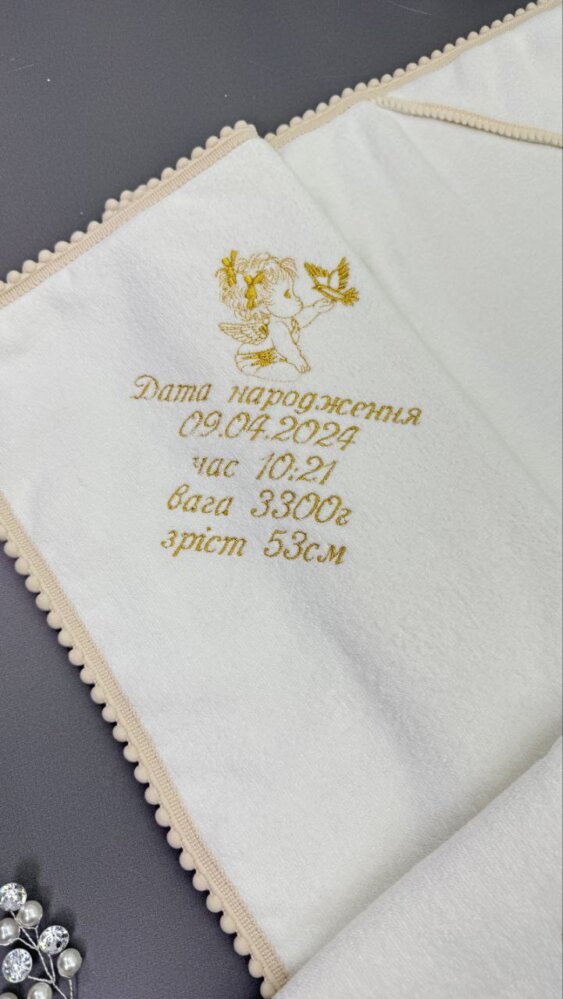 Дата народження
09.04.2024
час 10:21
вага 3300г
зріст 53см